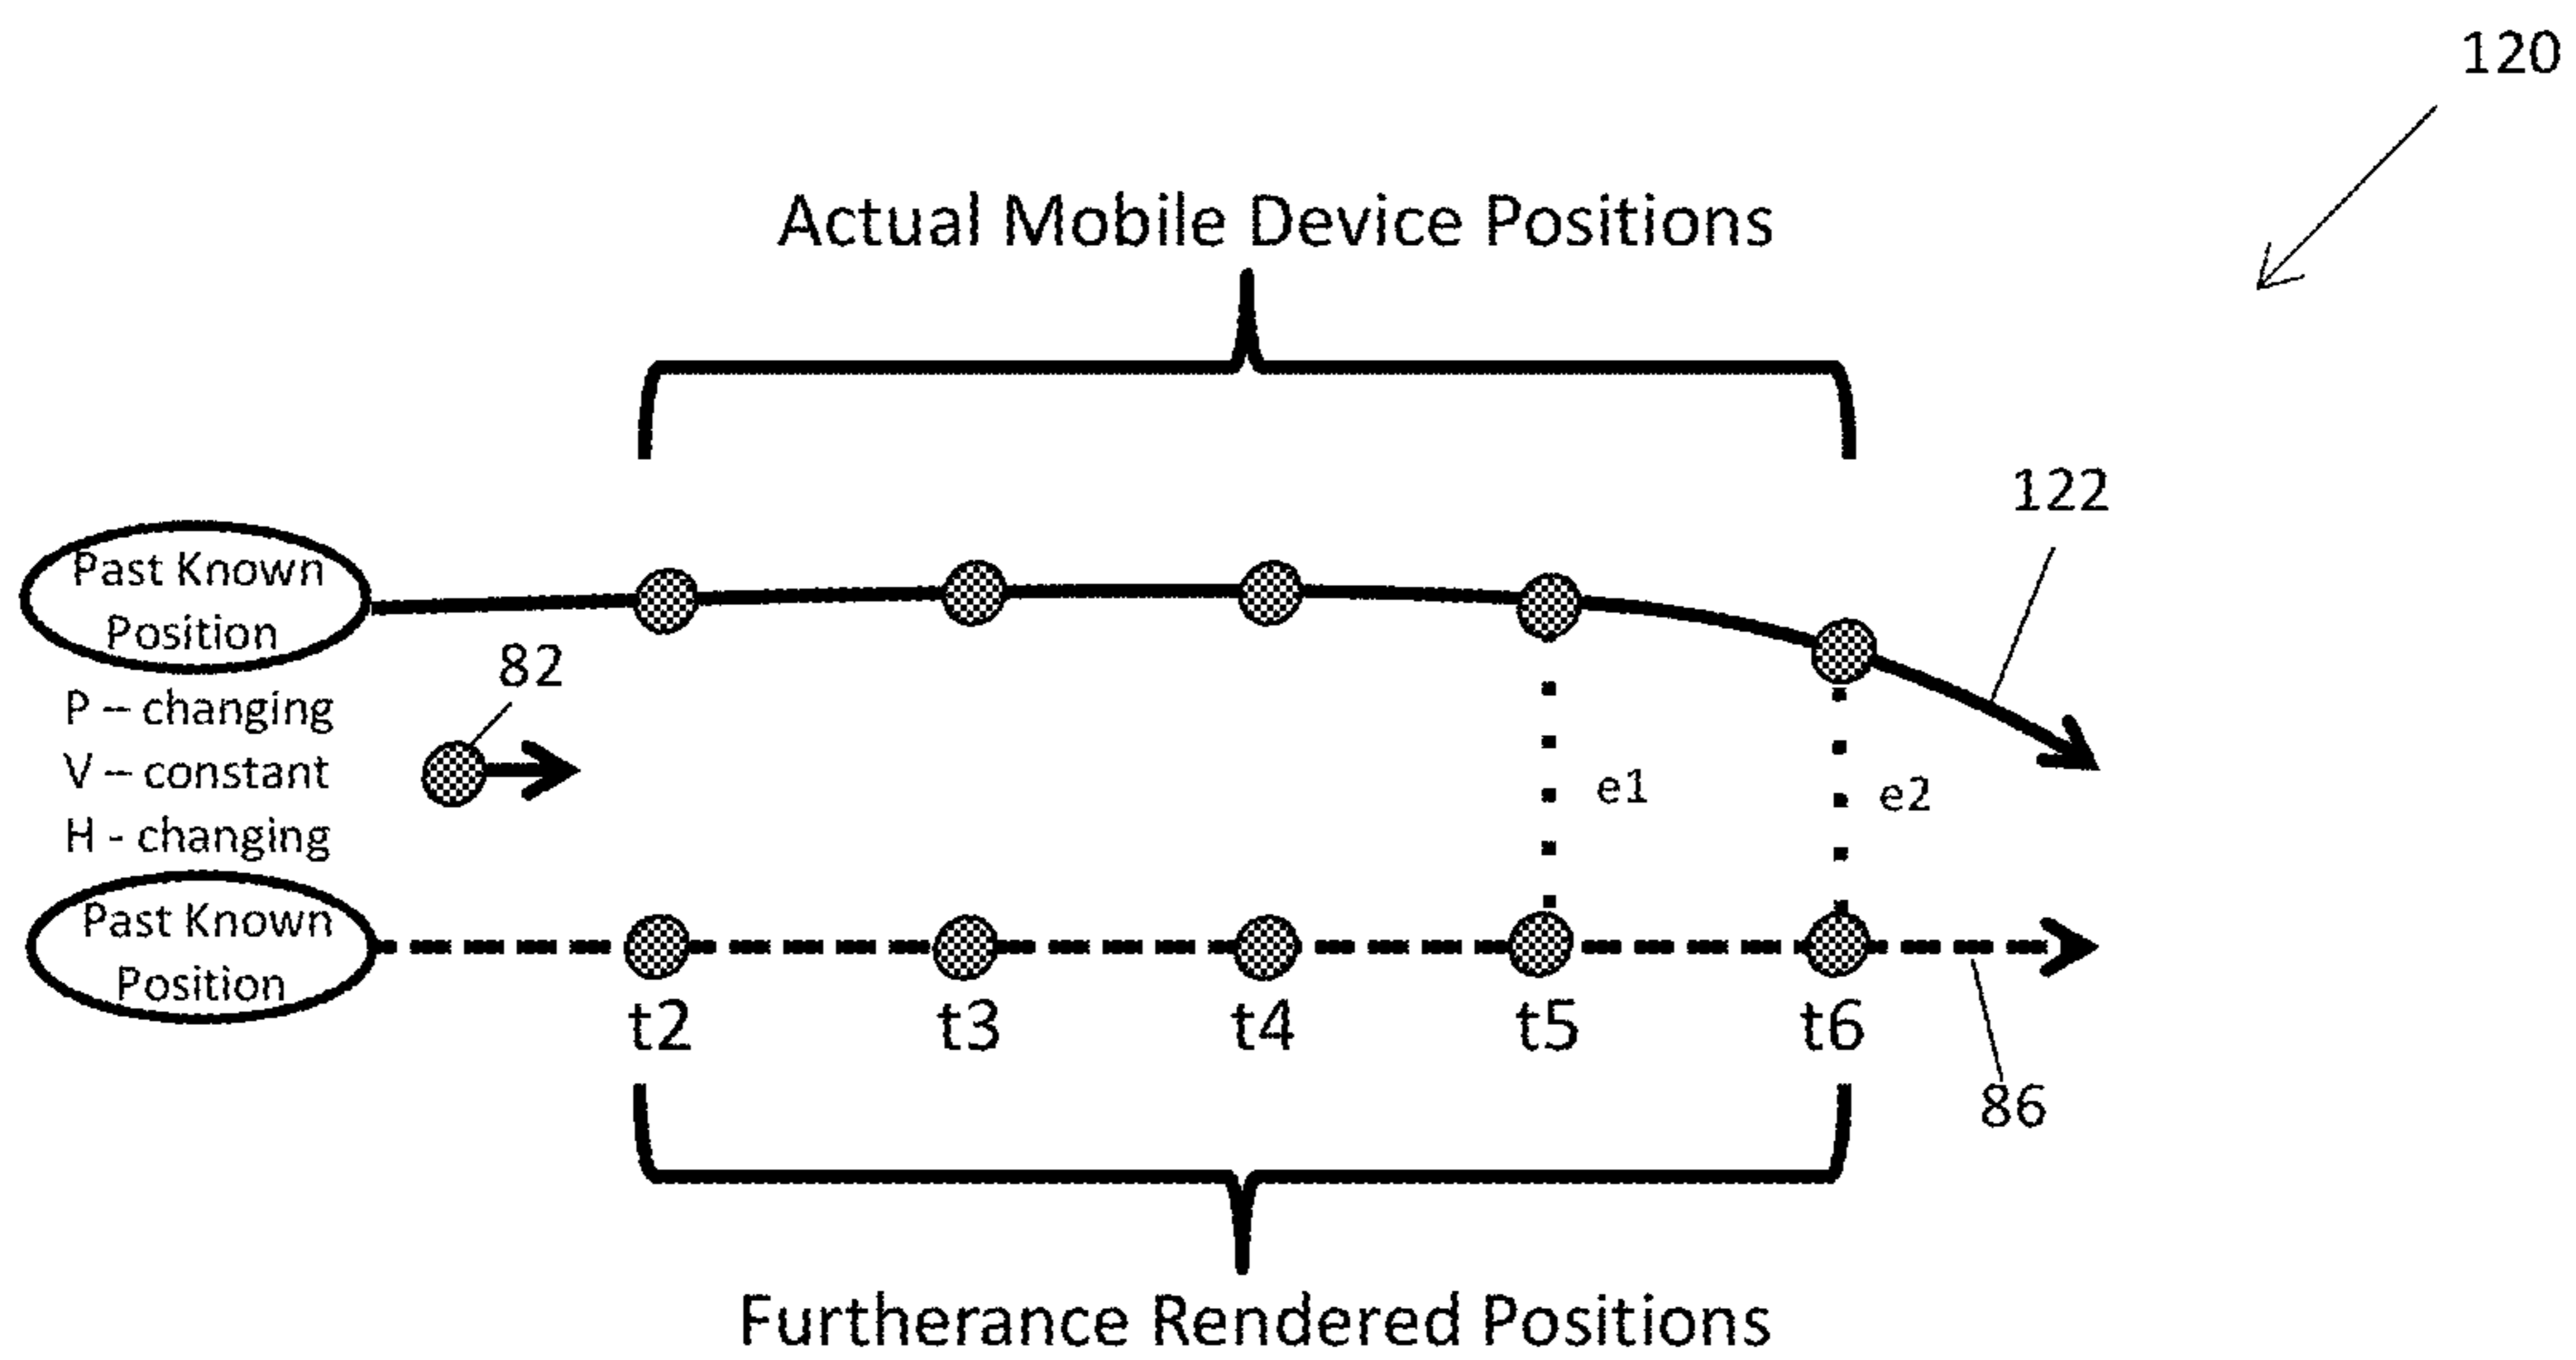 120
Actual Mobile Device Positions
122
Past Known
Position
82
P – changing
V – constant
H - changing
e1
e2
Past Known
Position
t2 t3 t4 t5 t6
86
Furtherance Rendered Positions